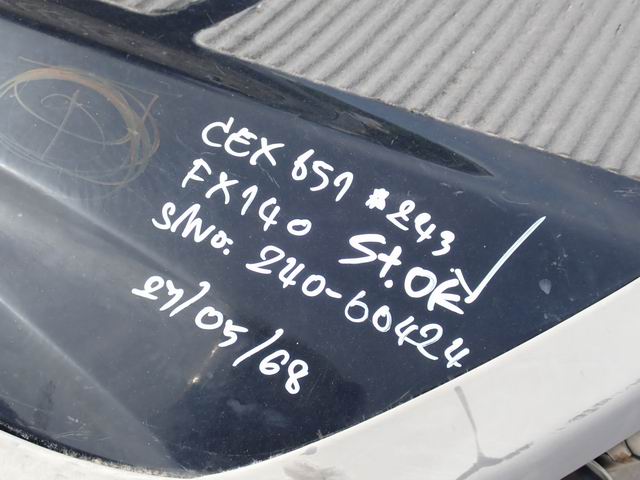 CEX 651 #243
FX140 St.OK
S/No. 240-60424
27/05/68